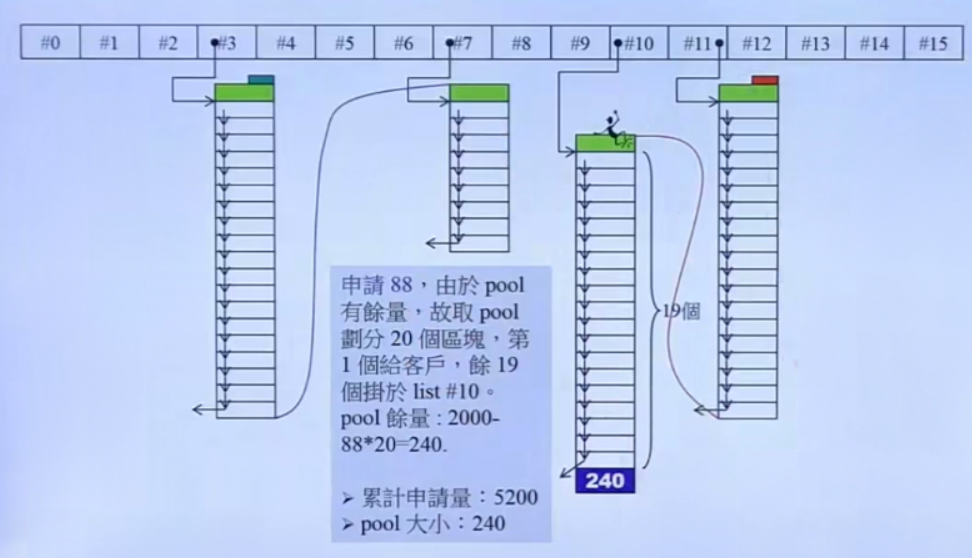 #0 #1 #2 #3 #4 #5 #6 #7 #8 #9 #10 #11 #12 #13 #14 #15
申請 88，由於 pool
有餘量，故取 pool
劃分 20 個區塊，第
1 個給客戶，餘 19
個掛於 list #10。
pool 餘量 : 2000-
88*20=240.
➢ 累計申請量：5200
➢ pool 大小：240
19個
240